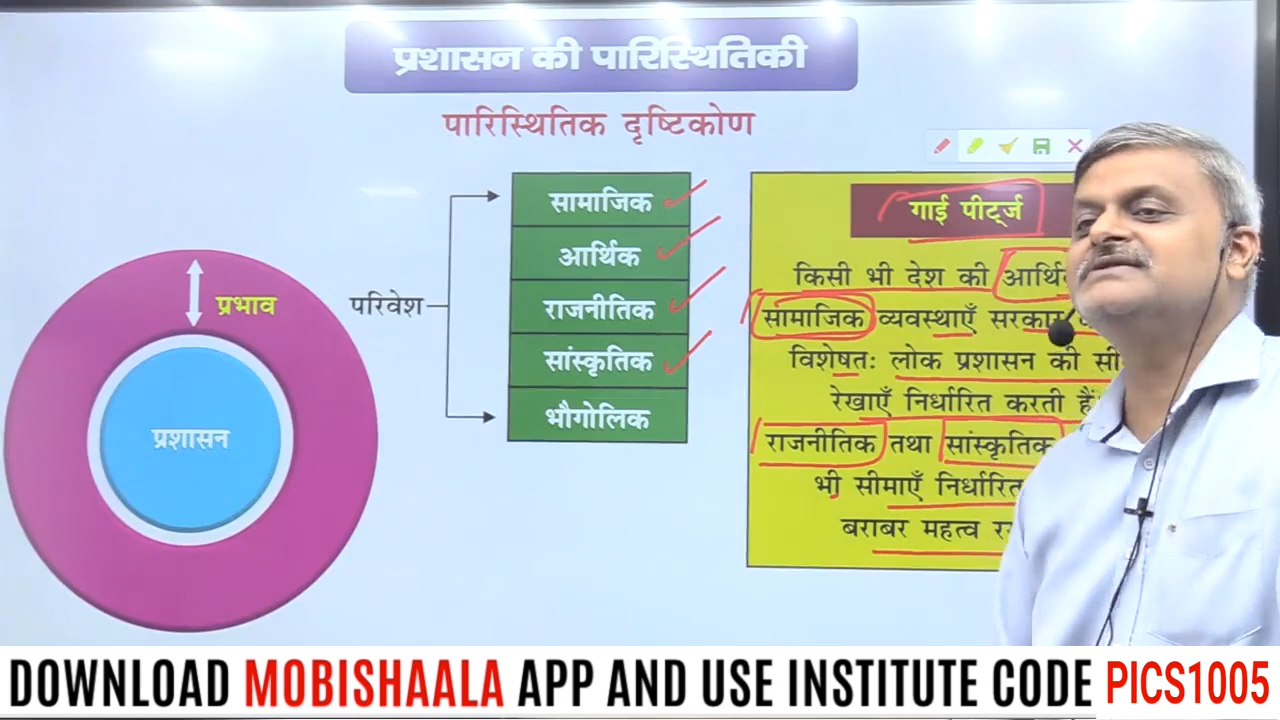 प्रशासन की पारिस्थितिकी
पारिस्थितिक दृष्टिकोण
प्रभाव
प्रशासन
परिवेश
सामाजिक
आर्थिक
राजनीतिक
सांस्कृतिक
भौगोलिक
गाई पीटर्ज
किसी भी देश की
सामाजिक व्यवस्थाएँ सरकार
विशेषतः लोक प्रशासन की
रेखाएँ निर्धारित करती हैं
राजनीतिक तथा सांस्कृतिक
भी सीमाएँ निर्धारित
बराबर महत्व
DOWNLOAD MOBISHAALA APP AND USE INSTITUTE CODE PICS1005